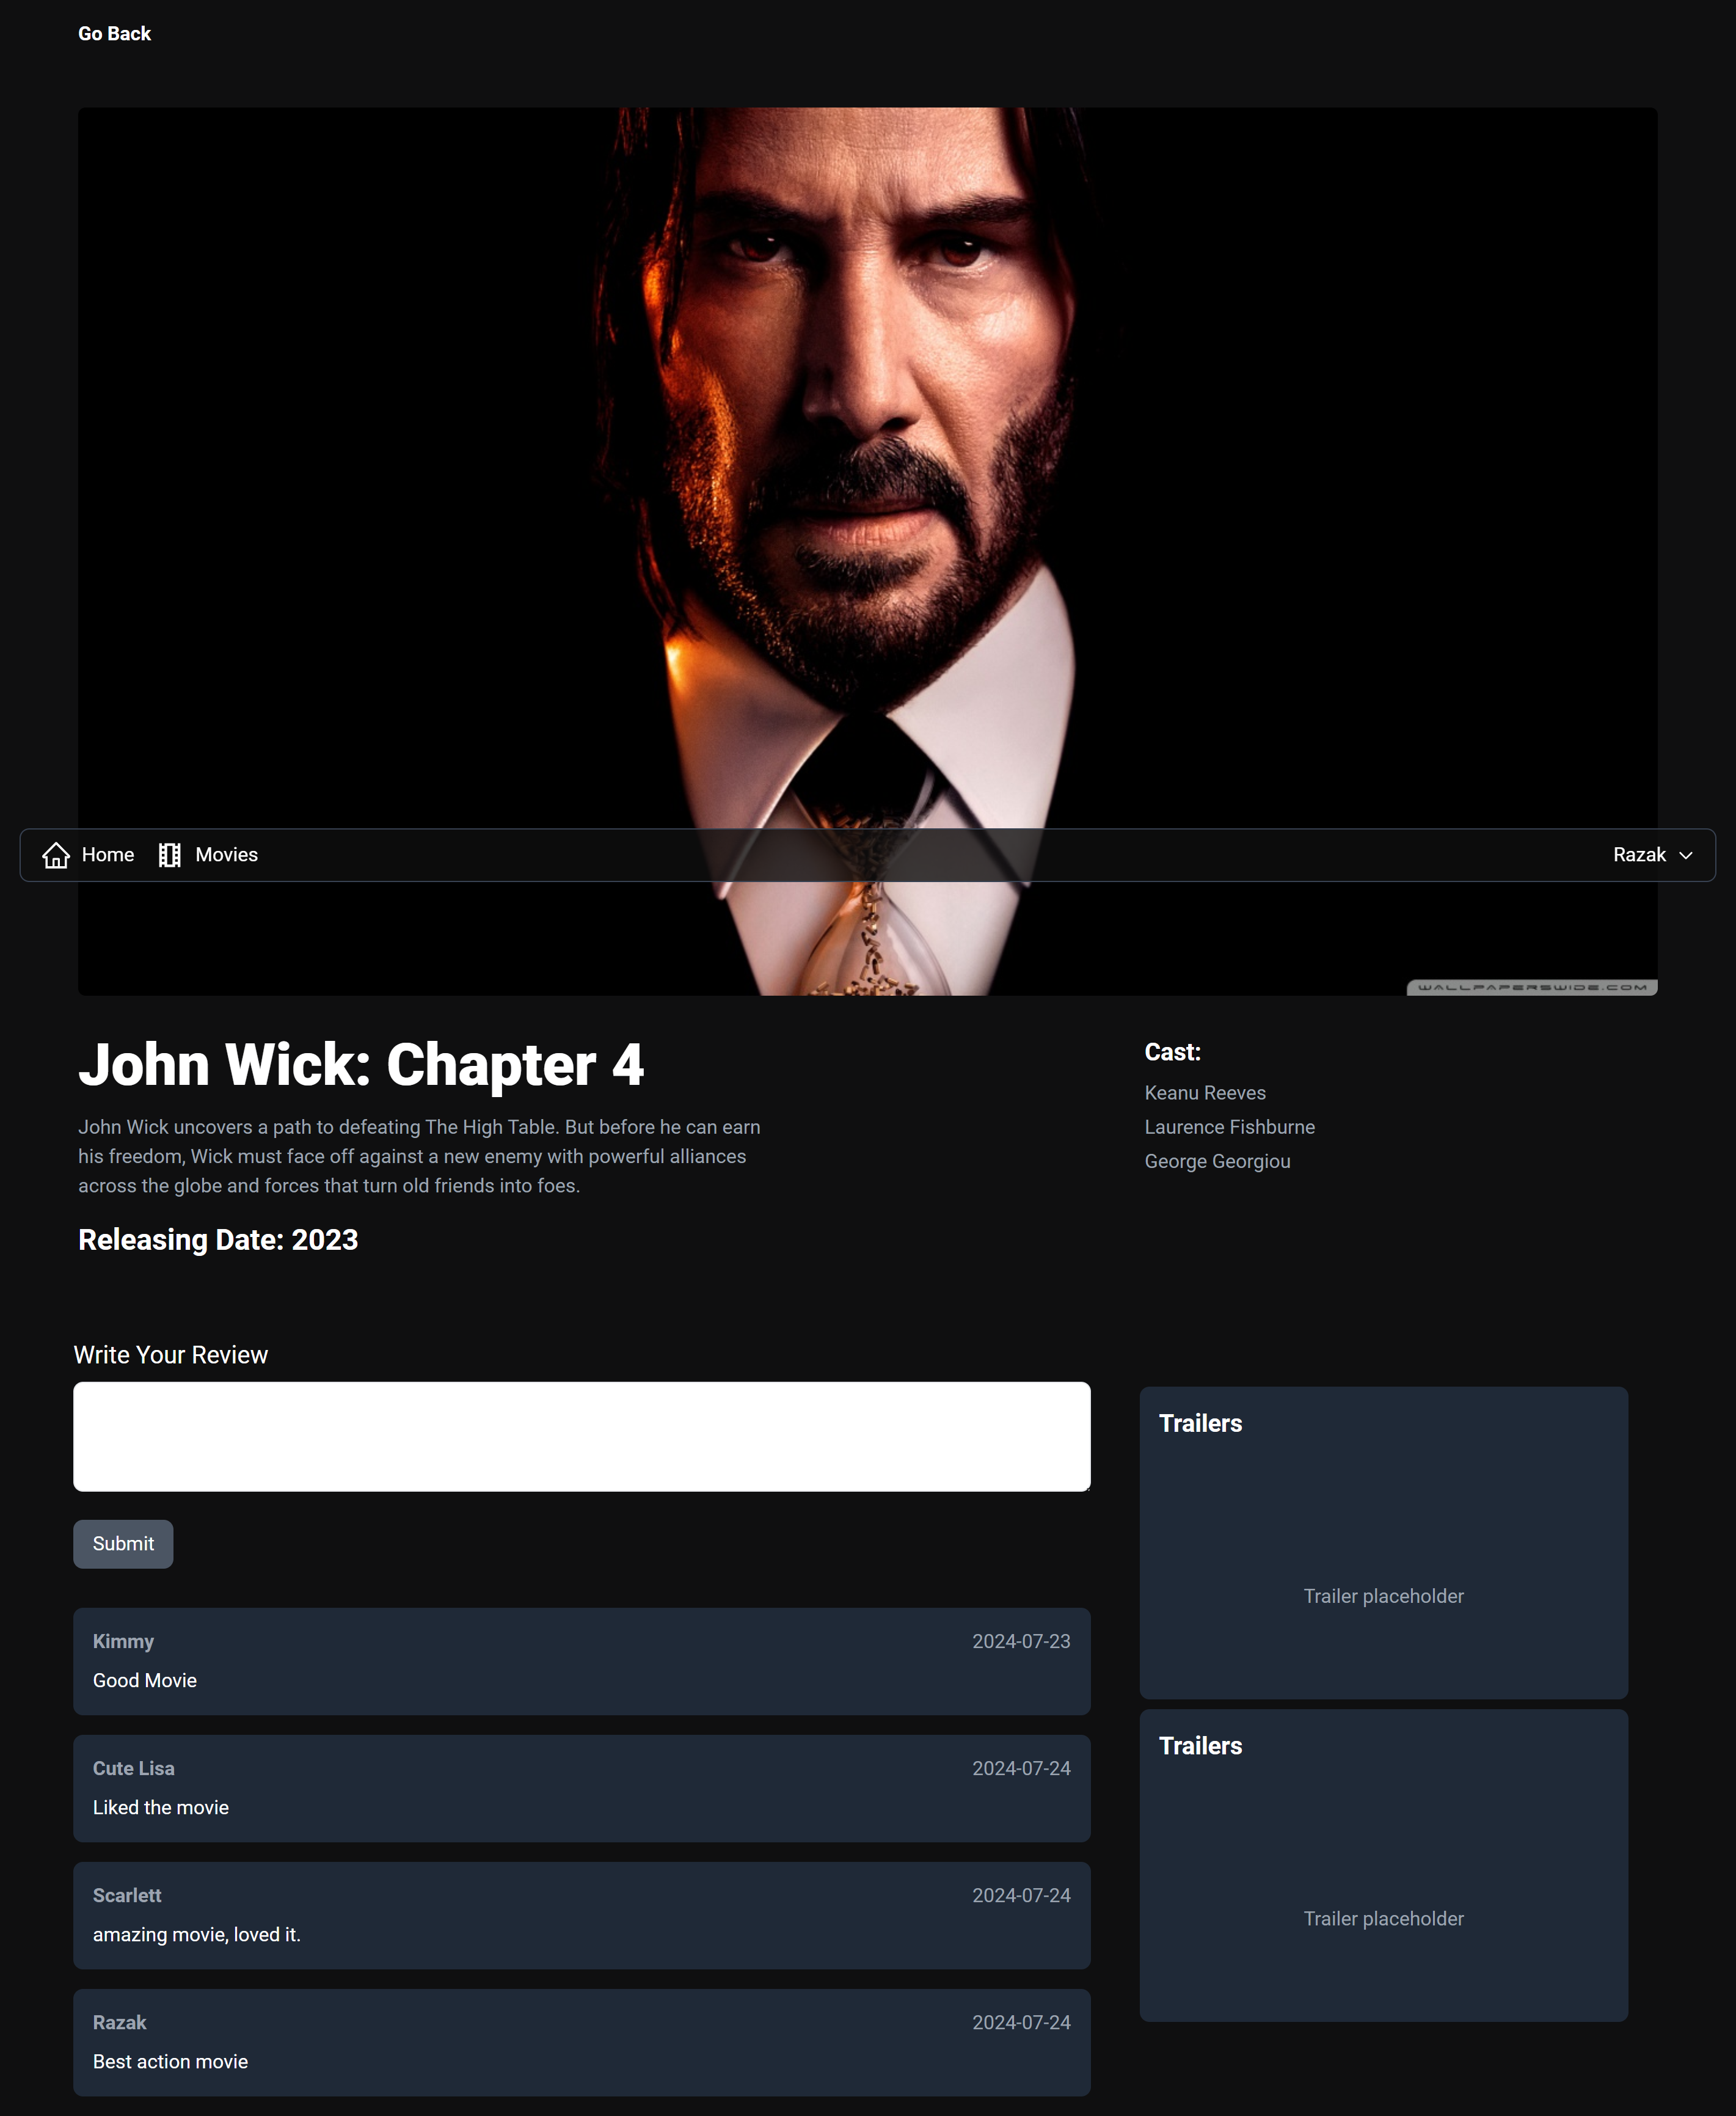 Go Back
Home
Movies
Razak
WALLPAPERSWIDE.COM
John Wick: Chapter 4
John Wick uncovers a path to defeating The High Table. But before he can earn
his freedom, Wick must face off against a new enemy with powerful alliances
across the globe and forces that turn old friends into foes.
Releasing Date: 2023
Cast:
Keanu Reeves
Laurence Fishburne
George Georgiou
Write Your Review
Submit
Kimmy 2024-07-23
Good Movie
Cute Lisa 2024-07-24
Liked the movie
Scarlett 2024-07-24
amazing movie, loved it.
Razak 2024-07-24
Best action movie
Trailers
Trailer placeholder
Trailers
Trailer placeholder